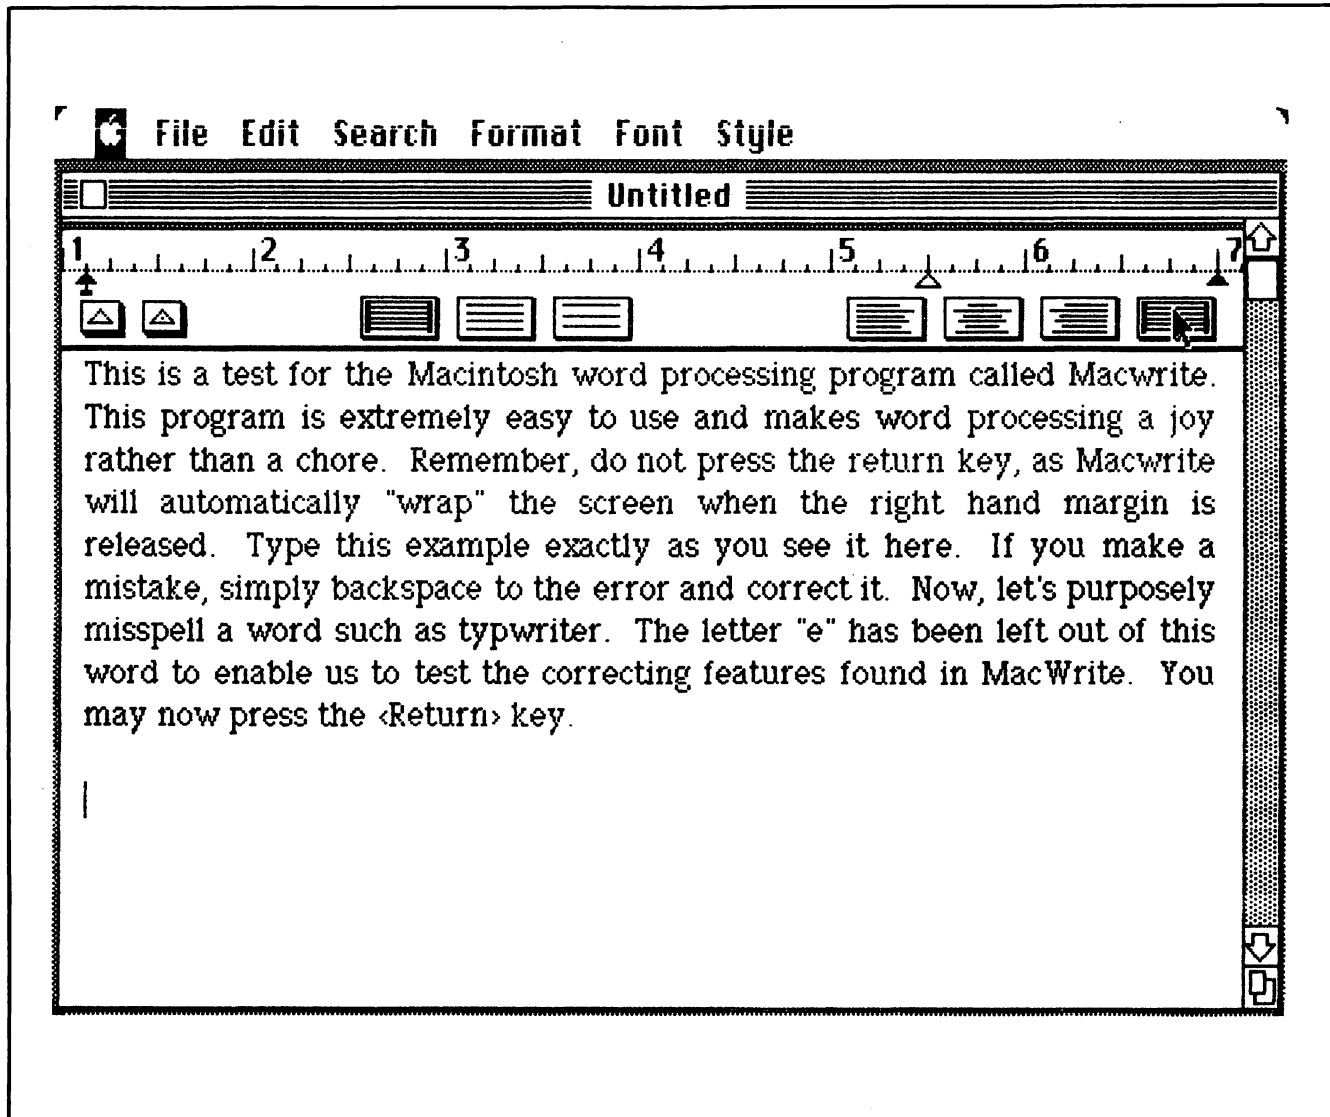 File Edit Search Format Font Style
Untitled
1 2 3 4 5 6 7
This is a test for the Macintosh word processing program called Macwrite.
This program is extremely easy to use and makes word processing a joy
rather than a chore. Remember, do not press the return key, as Macwrite
will automatically "wrap" the screen when the right hand margin is
released. Type this example exactly as you see it here. If you make a
mistake, simply backspace to the error and correct it. Now, let's purposely
misspell a word such as typwriter. The letter "e" has been left out of this
word to enable us to test the correcting features found in MacWrite. You
may now press the <Return> key.